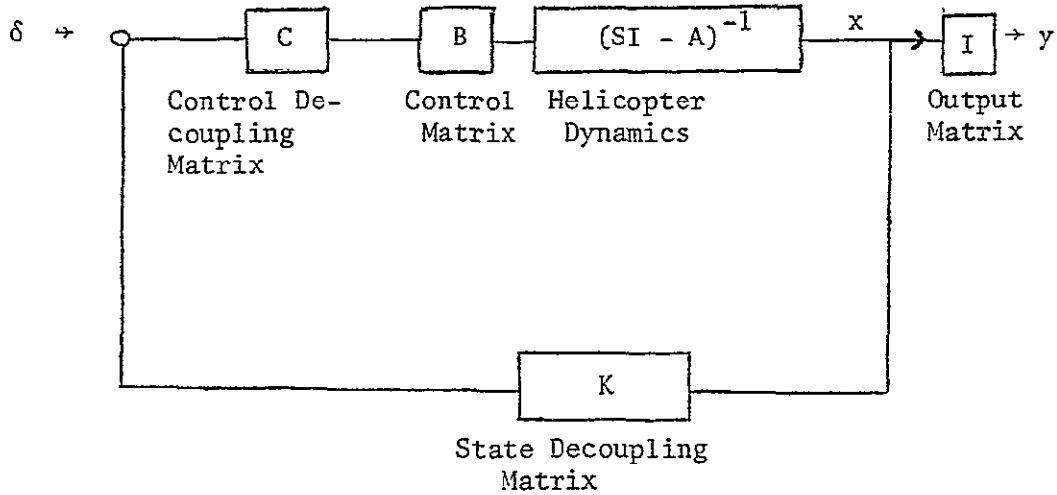 δ → C B (SI - A)⁻¹ x I → y
Control De-
coupling
Matrix
Control
Matrix
Helicopter
Dynamics
Output
Matrix
K
State Decoupling
Matrix